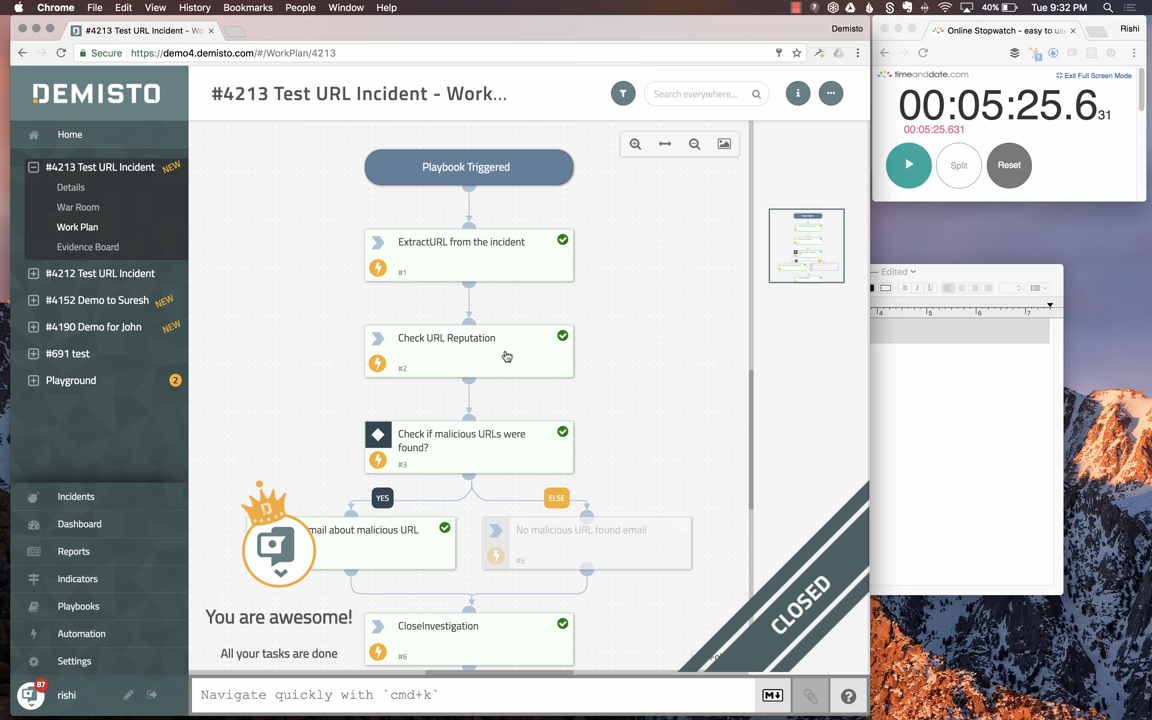 Chrome File Edit View History Bookmarks People Window Help
7
40% Tue 9:32 PM
#4213 Test URL Incident - Wo
Demisto
Secure https://demo4.demisto.com/#/WorkPlan/4213
DEMISTO
#4213 Test URL Incident - Work...
Search everywhere...
Home
#4213 Test URL Incident NEW
Details
War Room
Work Plan
Evidence Board
#4212 Test URL Incident
#4152 Demo to Suresh NEW
#4190 Demo for John NEW
#691 test
Playground 2
Incidents
Dashboard
Reports
Indicators
Playbooks
Automation
Settings
87
rishi
Playbook Triggered
ExtractURL from the incident
#1
Check URL Reputation
#2
Check if malicious URLs were
found?
#3
YES
ELSE
mail about malicious URL
No malicious URL found email
#5
You are awesome!
All your tasks are done
CloseInvestigation
#6
CLOSED
Navigate quickly with `cmd+k`
Online Stopwatch - easy to us
Rishi
timeanddate.com
Exit Full Screen Mode
00:05:25.631
00:05:25.631
Split
Reset
Edited
B I U
4 5 6 7